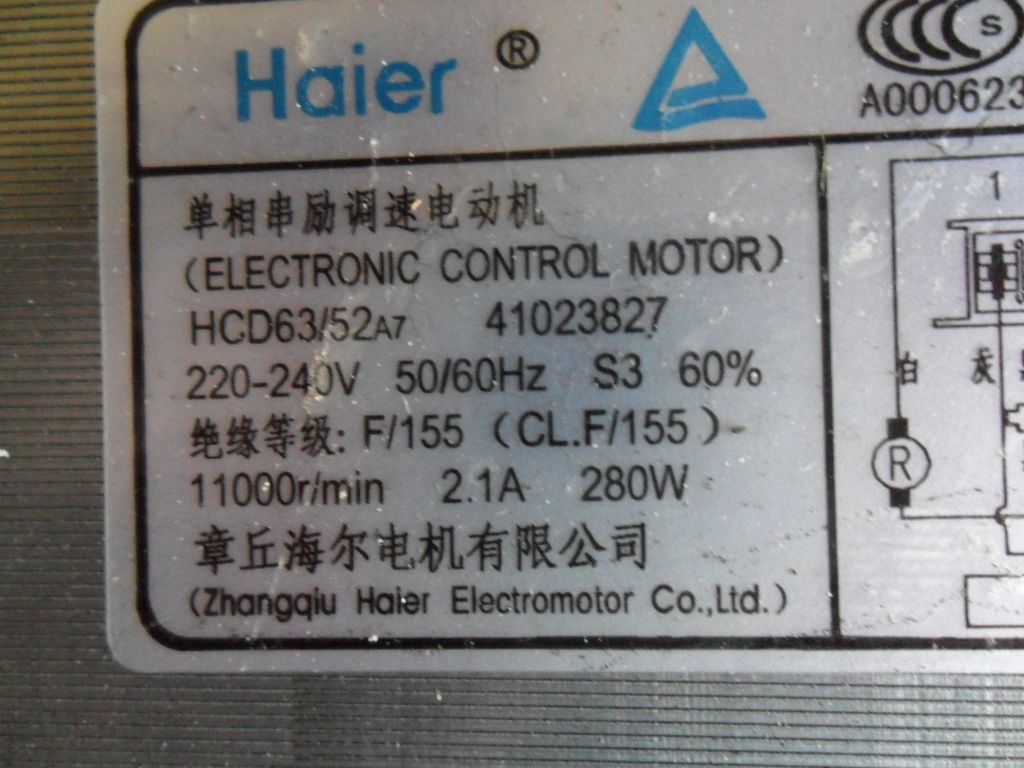 Haier ®
S
A000623
单相串励调速电动机
(ELECTRONIC CONTROL MOTOR)
HCD63/52A7 41023827
220-240V 50/60Hz S3 60%
绝缘等级: F/155 (CL.F/155)
11000r/min 2.1A 280W
章丘海尔电机有限公司
(Zhangqiu Haier Electromotor Co.,Ltd.)
1
白 灰
R